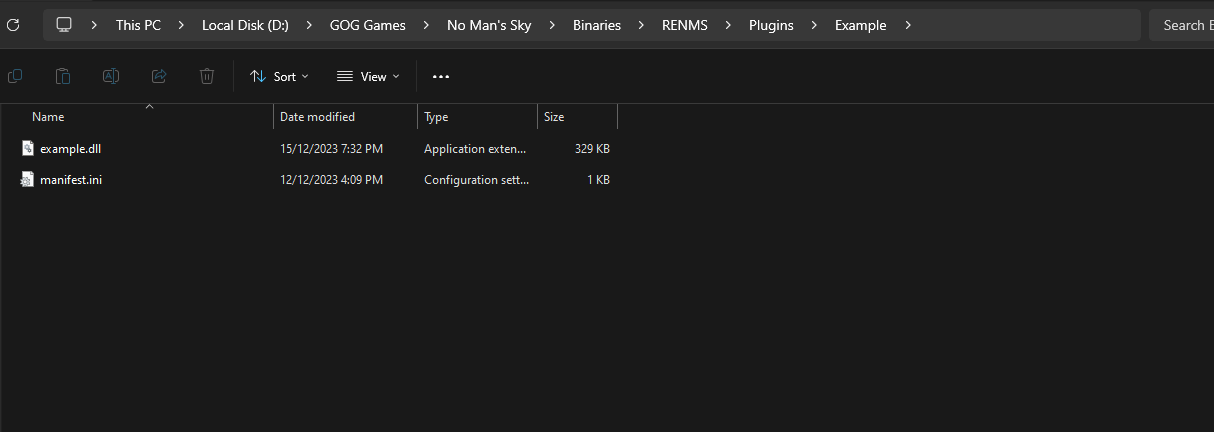 This PC > Local Disk (D:) > GOG Games > No Man's Sky > Binaries > RENMS > Plugins > Example > Search E
Sort View
Name Date modified Type Size
example.dll 15/12/2023 7:32 PM Application exten... 329 KB
manifest.ini 12/12/2023 4:09 PM Configuration sett... 1 KB